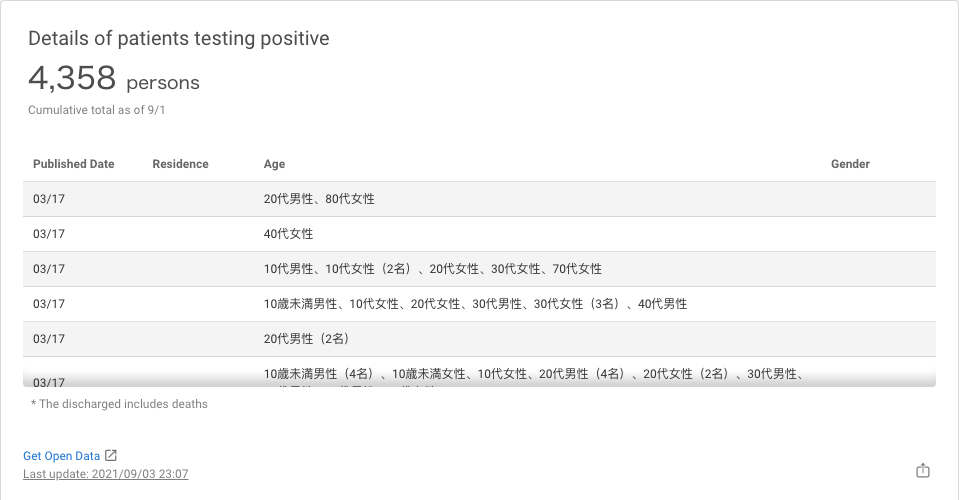 Details of patients testing positive
4,358 persons
Cumulative total as of 9/1
Published Date Residence Age Gender
03/17 20代男性、80代女性
03/17 40代女性
03/17 10代男性、10代女性（2名）、20代女性、30代女性、70代女性
03/17 10歳未満男性、10代女性、20代女性、30代男性、30代女性（3名）、40代男性
03/17 20代男性（2名）
03/17 10歳未満男性（4名）、10歳未満女性、10代女性、20代男性（4名）、20代女性（2名）、30代男性、
* The discharged includes deaths
Get Open Data
Last update: 2021/09/03 23:07